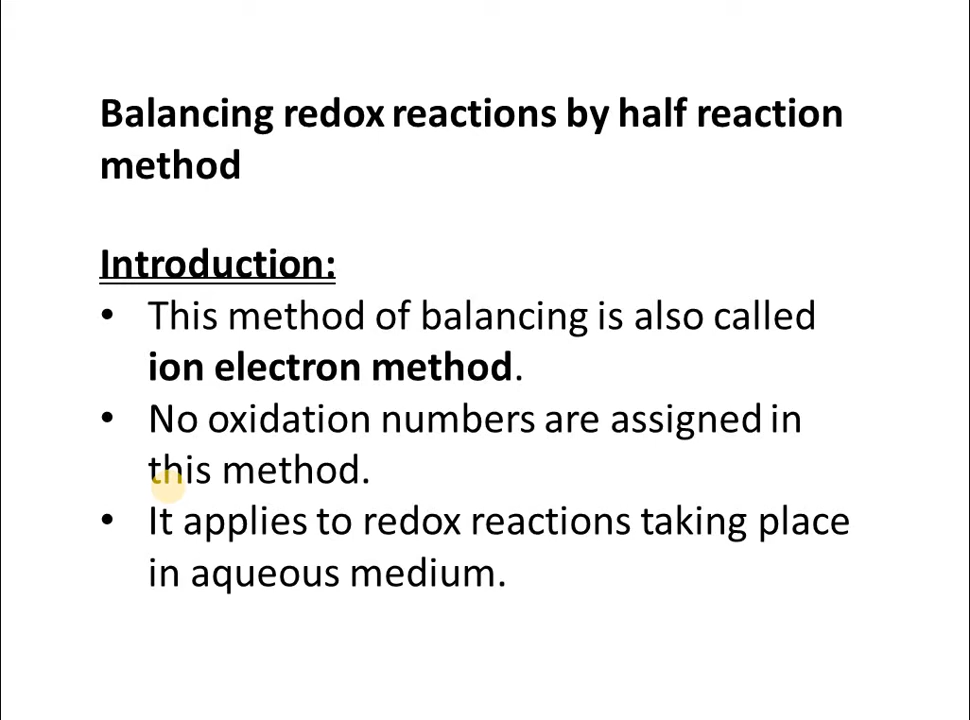 Balancing redox reactions by half reaction
method
Introduction:
• This method of balancing is also called
ion electron method.
• No oxidation numbers are assigned in
this method.
• It applies to redox reactions taking place
in aqueous medium.